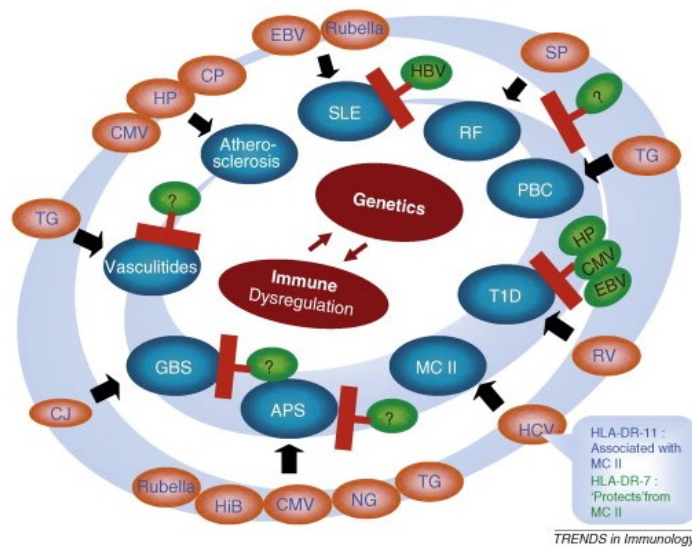 EBV
Rubella
SP
CP
HP
CMV
HBV
?
SLE
RF
TG
Athero-
sclerosis
PBC
Genetics
TG
?
HP
CMV
EBV
Vasculitides
Immune
Dysregulation
T1D
RV
GBS
?
MC II
APS
?
CJ
HCV
HLA-DR-11 :
Associated with
MC II
HLA-DR-7 :
'Protects'from
MC II
Rubella
HiB
CMV
NG
TG
TRENDS in Immunology